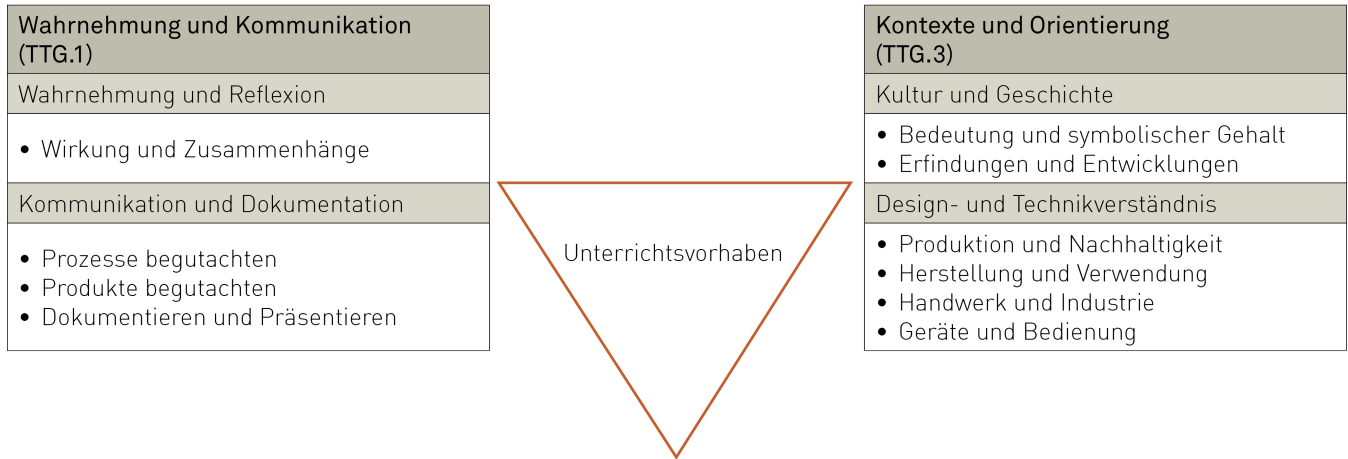 Wahrnehmung und Kommunikation
(TTG.1)
Wahrnehmung und Reflexion
• Wirkung und Zusammenhänge
Kommunikation und Dokumentation
• Prozesse begutachten
• Produkte begutachten
• Dokumentieren und Präsentieren
Unterrichtsvorhaben
Kontexte und Orientierung
(TTG.3)
Kultur und Geschichte
• Bedeutung und symbolischer Gehalt
• Erfindungen und Entwicklungen
Design- und Technikverständnis
• Produktion und Nachhaltigkeit
• Herstellung und Verwendung
• Handwerk und Industrie
• Geräte und Bedienung